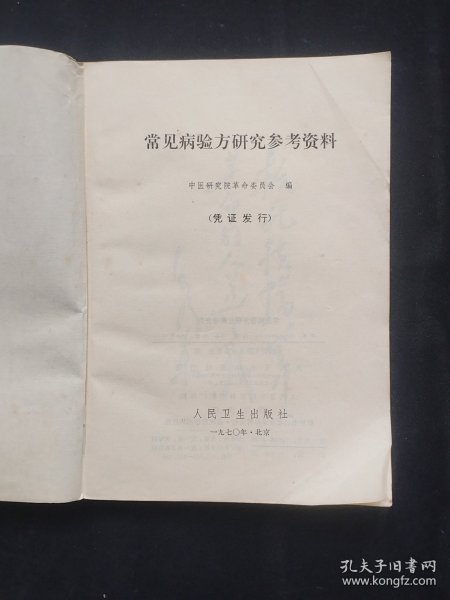 常见病验方研究参考资料
中医研究院革命委员会 编
(凭证发行)
人民卫生出版社
一九七〇年·北京
孔夫子旧书网
www.kongfz.com